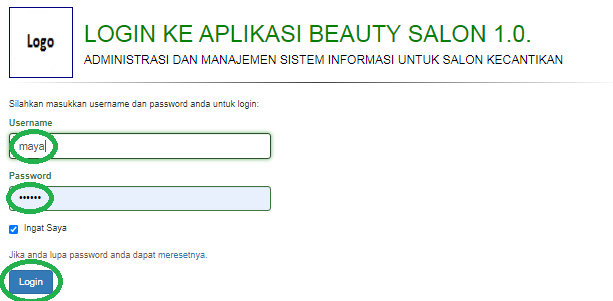 Logo
LOGIN KE APLIKASI BEAUTY SALON 1.0.
ADMINISTRASI DAN MANAJEMEN SISTEM INFORMASI UNTUK SALON KECANTIKAN
Silahkan masukkan username dan password anda untuk login:
Username
maya
Password
••••••
Ingat Saya
Jika anda lupa password anda dapat meresetnya.
Login